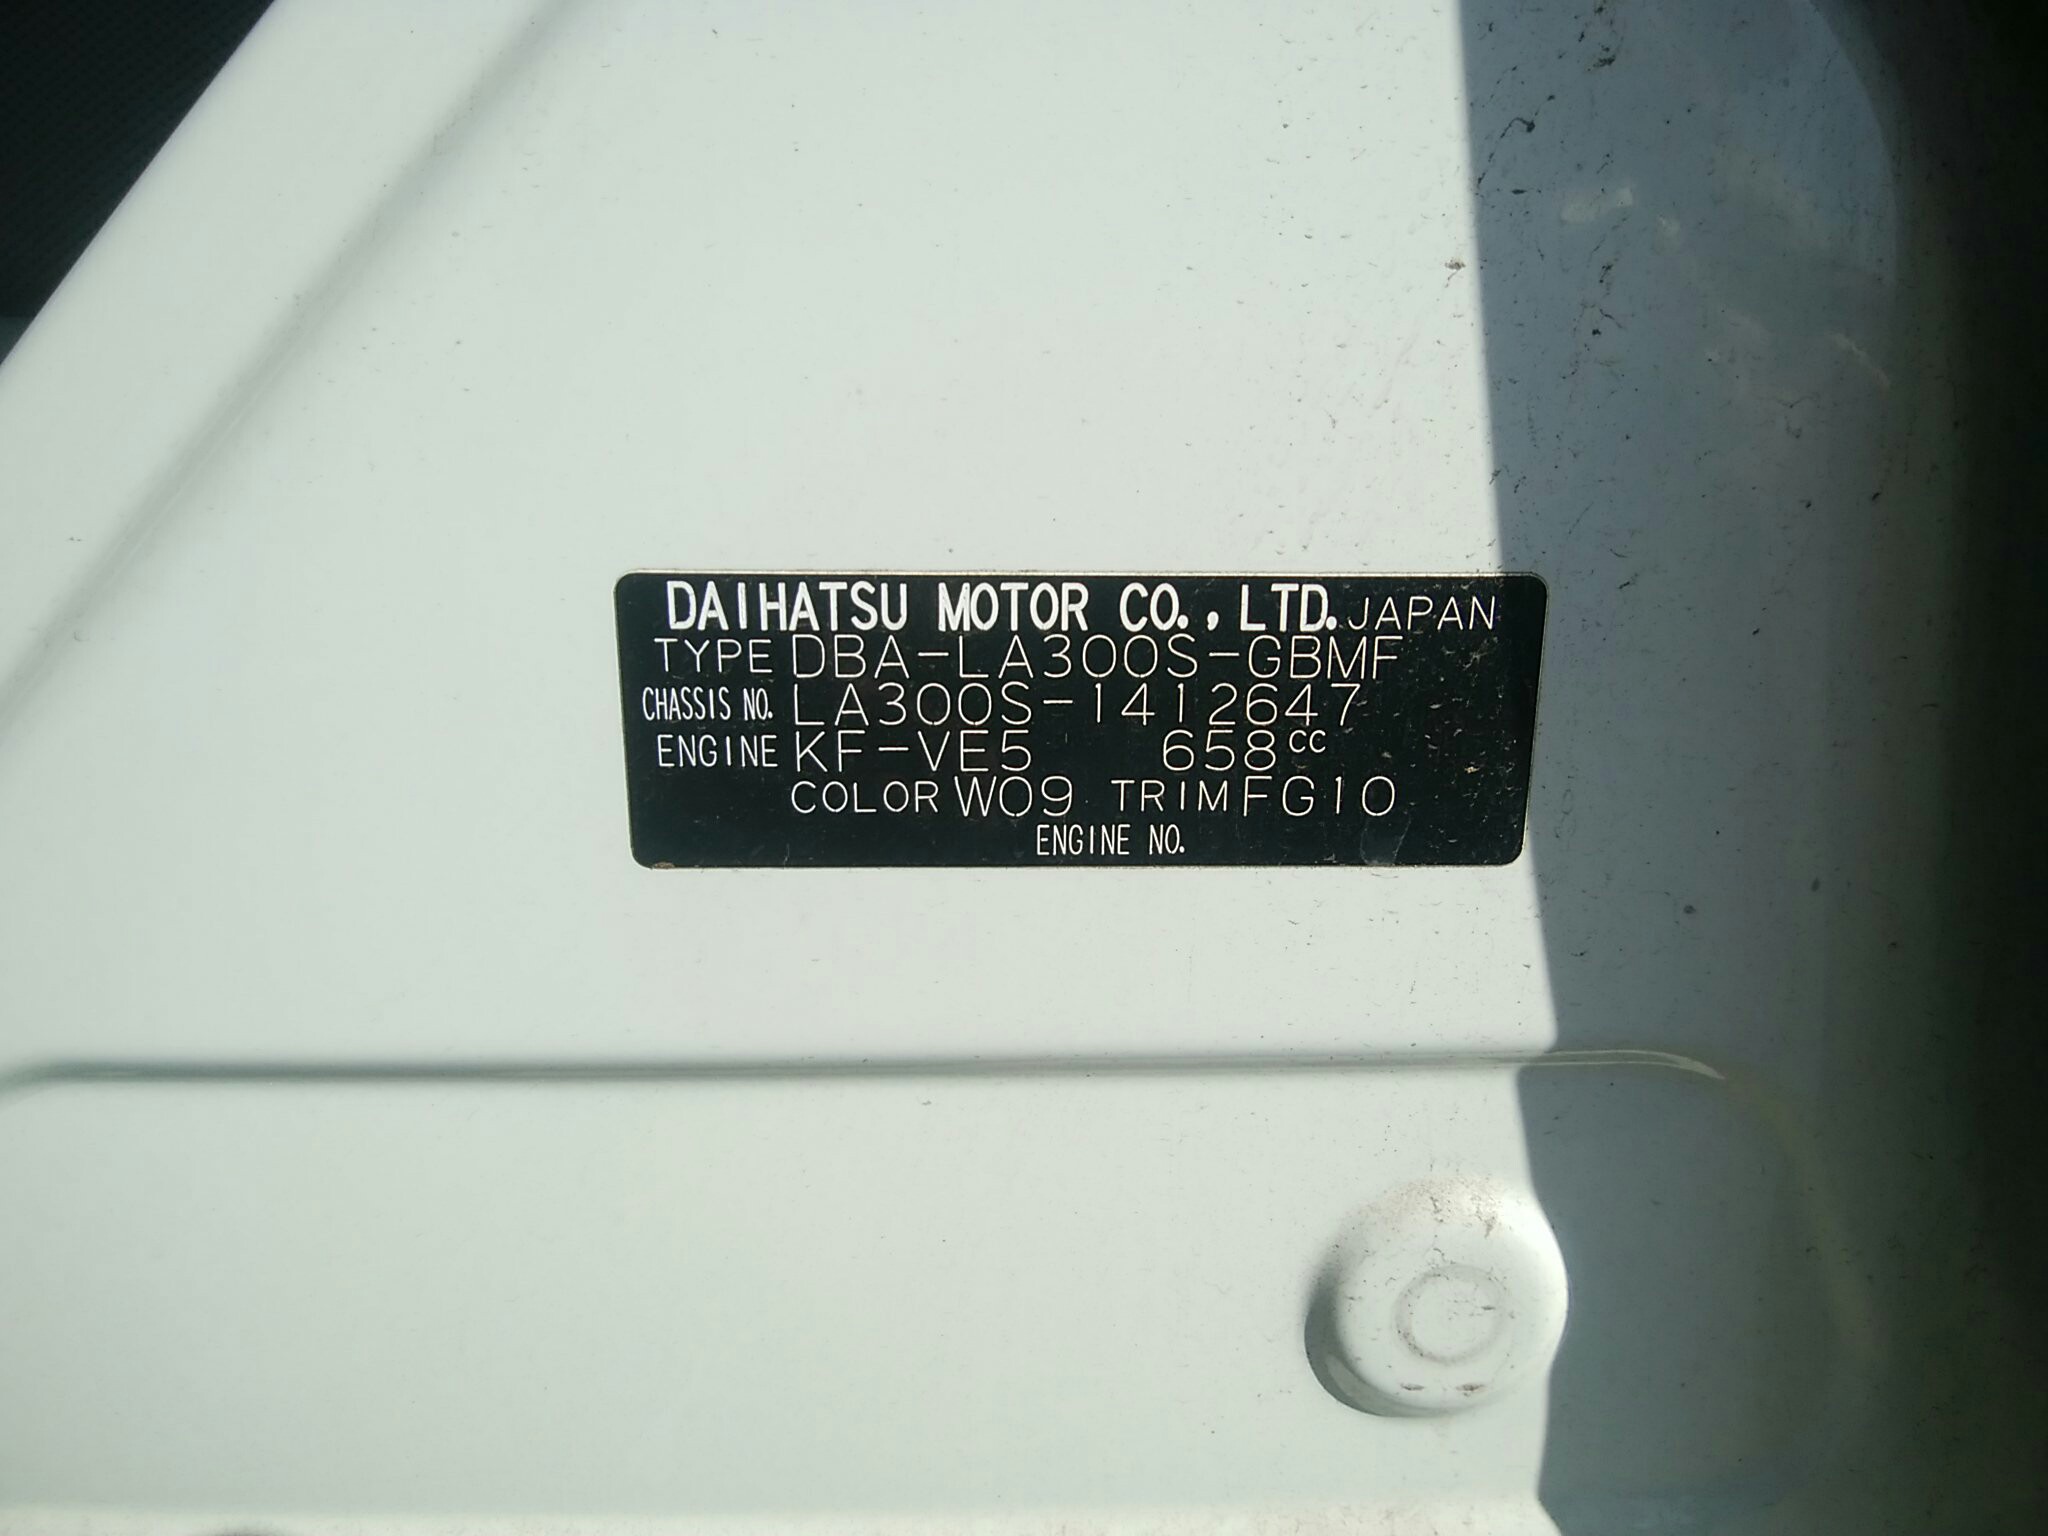 DAIHATSU MOTOR CO., LTD. JAPAN
TYPE DBA-LA300S-GBMF
CHASSIS NO. LA300S-1412647
ENGINE KF-VE5 658cc
COLOR W09 TRIM FG10
ENGINE NO.